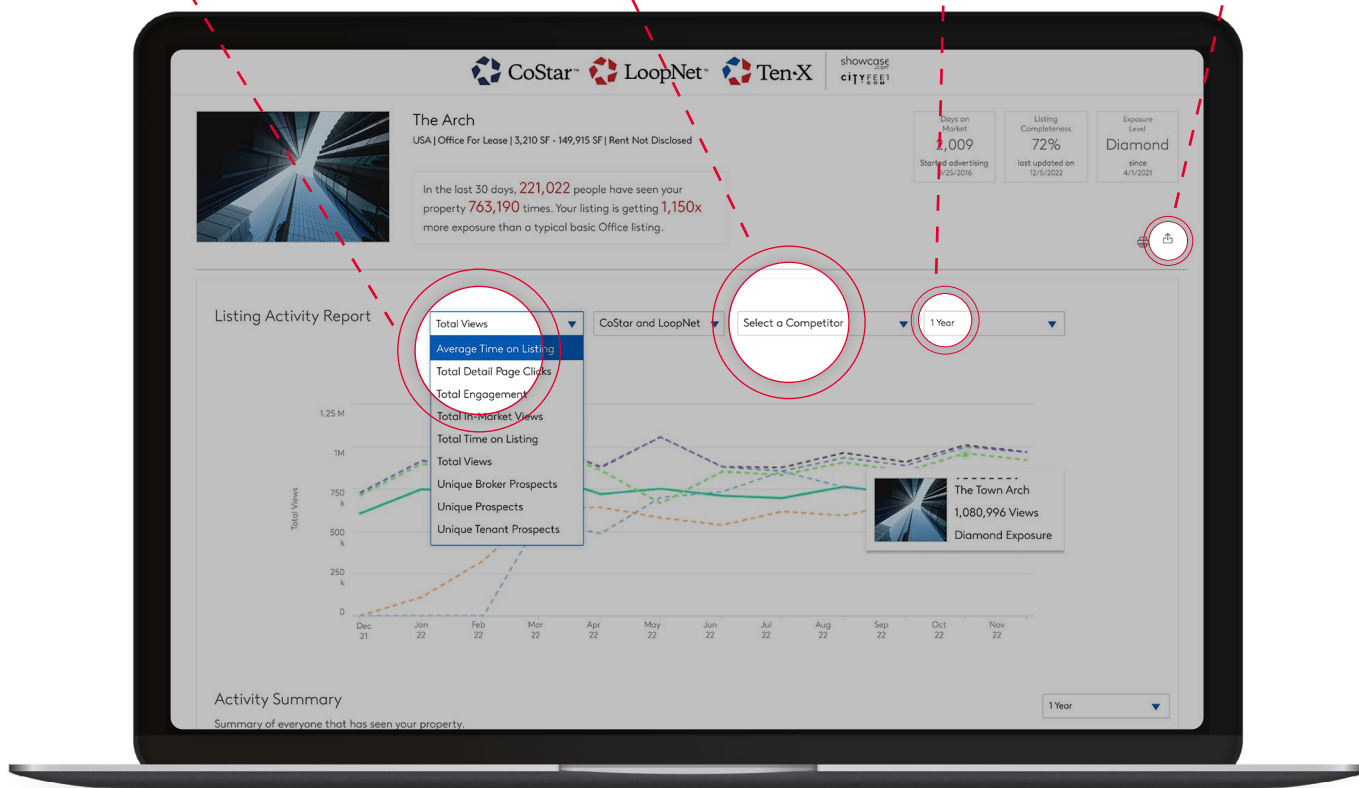 CoStar™ LoopNet™ Ten-X showcase
.com
CITYFEET
.COM
The Arch
USA | Office For Lease | 3,210 SF - 149,915 SF | Rent Not Disclosed
In the last 30 days, 221,022 people have seen your
property 763,190 times. Your listing is getting 1,150x
more exposure than a typical basic Office listing.
Days on
Market
2,009
Started advertising
/25/2016
Listing
Completeness
72%
last updated on
12/5/2022
Exposure
Level
Diamond
since
4/1/2021
Listing Activity Report
Total Views
CoStar and LoopNet
Select a Competitor
1 Year
Average Time on Listing
Total Detail Page Clicks
Total Engagement
Total In-Market Views
Total Time on Listing
Total Views
Unique Broker Prospects
Unique Prospects
Unique Tenant Prospects
Total Views
1.25 M
1M
750
k
500
k
250
k
0
Dec
21
Jan
22
Feb
22
Mar
22
Apr
22
May
22
Jun
22
Jul
22
Aug
22
Sep
22
Oct
22
Nov
22
The Town Arch
1,080,996 Views
Diamond Exposure
Activity Summary
1 Year
Summary of everyone that has seen your property.